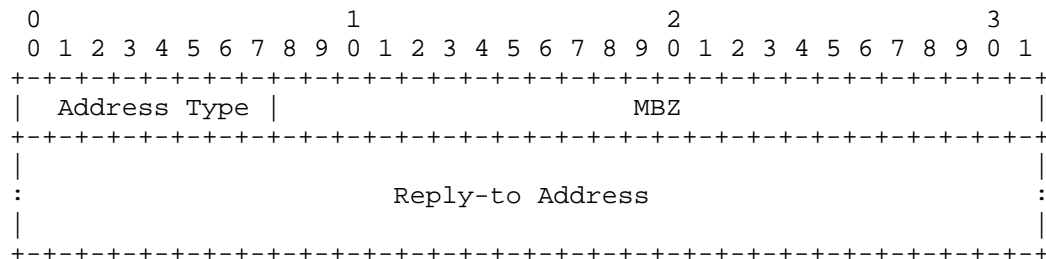 0                   1                   2                   3
 0 1 2 3 4 5 6 7 8 9 0 1 2 3 4 5 6 7 8 9 0 1 2 3 4 5 6 7 8 9 0 1
+-+-+-+-+-+-+-+-+-+-+-+-+-+-+-+-+-+-+-+-+-+-+-+-+-+-+-+-+-+-+-+-+
|  Address Type |                      MBZ                      |
+-+-+-+-+-+-+-+-+-+-+-+-+-+-+-+-+-+-+-+-+-+-+-+-+-+-+-+-+-+-+-+-+
|                                                               |
:                       Reply-to Address                        :
|                                                               |
+-+-+-+-+-+-+-+-+-+-+-+-+-+-+-+-+-+-+-+-+-+-+-+-+-+-+-+-+-+-+-+-+